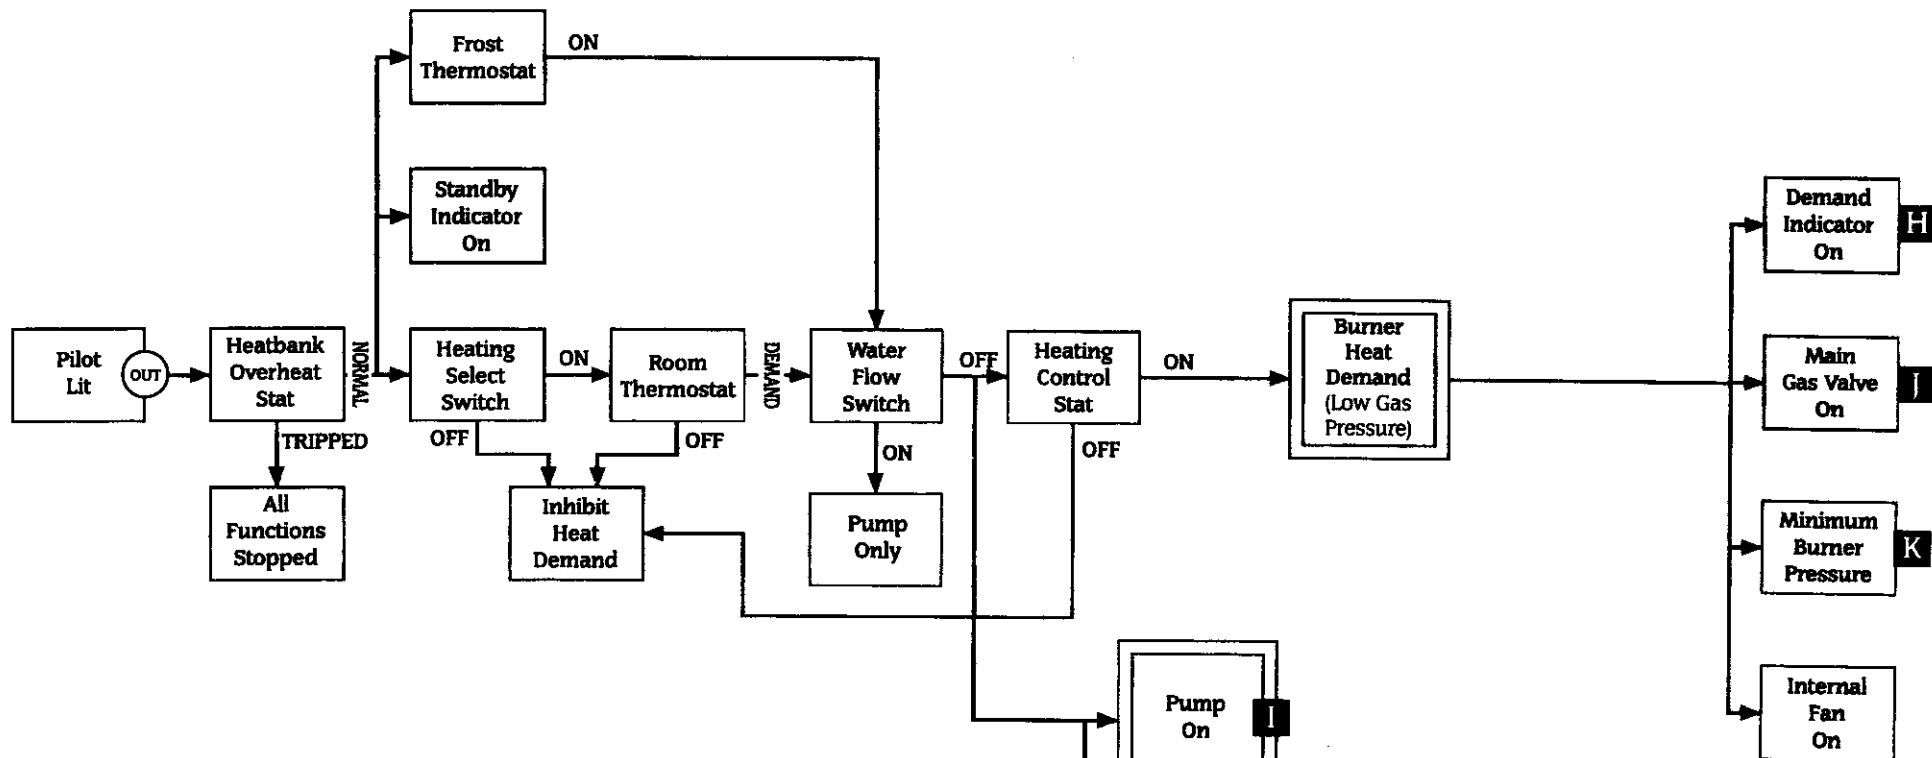 Frost
Thermostat
ON
Standby
Indicator
On
Demand
Indicator
On
H
Pilot
Lit
OUT
Heatbank
Overheat
Stat
NORMAL
Heating
Select
Switch
ON
Room
Thermostat
DEMAND
Water
Flow
Switch
OFF
Heating
Control
Stat
ON
Burner
Heat
Demand
(Low Gas
Pressure)
Main
Gas Valve
On
J
TRIPPED
OFF
OFF
ON
OFF
All
Functions
Stopped
Inhibit
Heat
Demand
Pump
Only
Minimum
Burner
Pressure
K
Pump
On
I
Internal
Fan
On